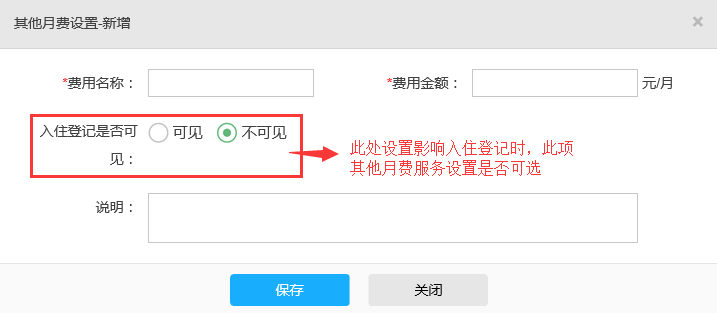 其他月费设置-新增
*费用名称： *费用金额： 元/月
入住登记是否可见： 可见 不可见
此处设置影响入住登记时，此项
其他月费服务设置是否可选
说明：
保存 关闭